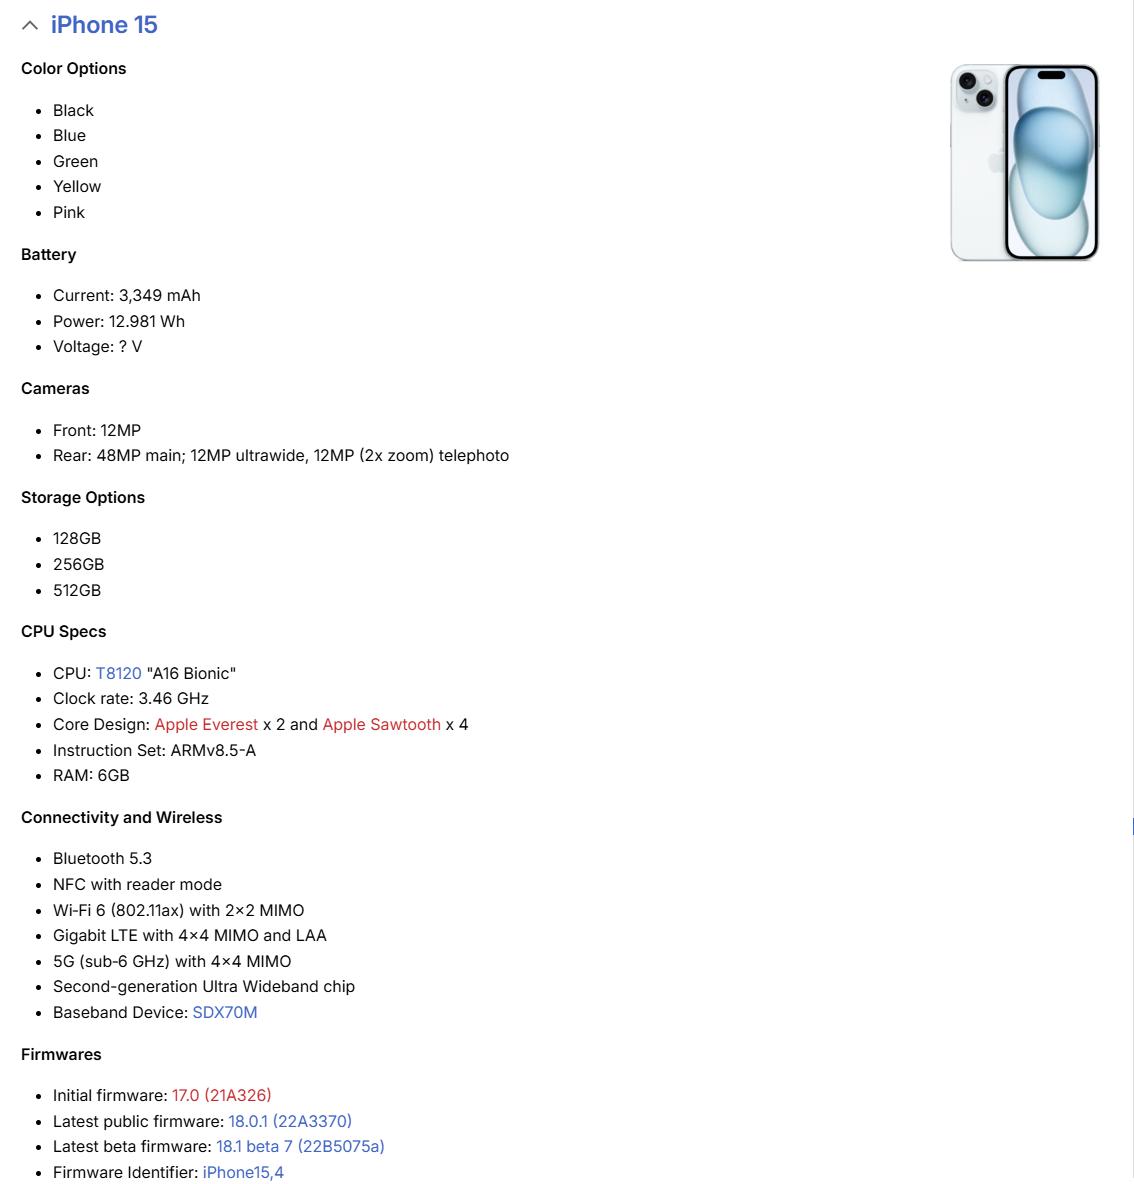 iPhone 15
Color Options
Black
Blue
Green
Yellow
Pink
Battery
Current: 3,349 mAh
Power: 12.981 Wh
Voltage: ? V
Cameras
Front: 12MP
Rear: 48MP main; 12MP ultrawide, 12MP (2x zoom) telephoto
Storage Options
128GB
256GB
512GB
CPU Specs
CPU: T8120 "A16 Bionic"
Clock rate: 3.46 GHz
Core Design: Apple Everest x 2 and Apple Sawtooth x 4
Instruction Set: ARMv8.5-A
RAM: 6GB
Connectivity and Wireless
Bluetooth 5.3
NFC with reader mode
Wi-Fi 6 (802.11ax) with 2×2 MIMO
Gigabit LTE with 4×4 MIMO and LAA
5G (sub-6 GHz) with 4×4 MIMO
Second-generation Ultra Wideband chip
Baseband Device: SDX70M
Firmwares
Initial firmware: 17.0 (21A326)
Latest public firmware: 18.0.1 (22A3370)
Latest beta firmware: 18.1 beta 7 (22B5075a)
Firmware Identifier: iPhone15,4